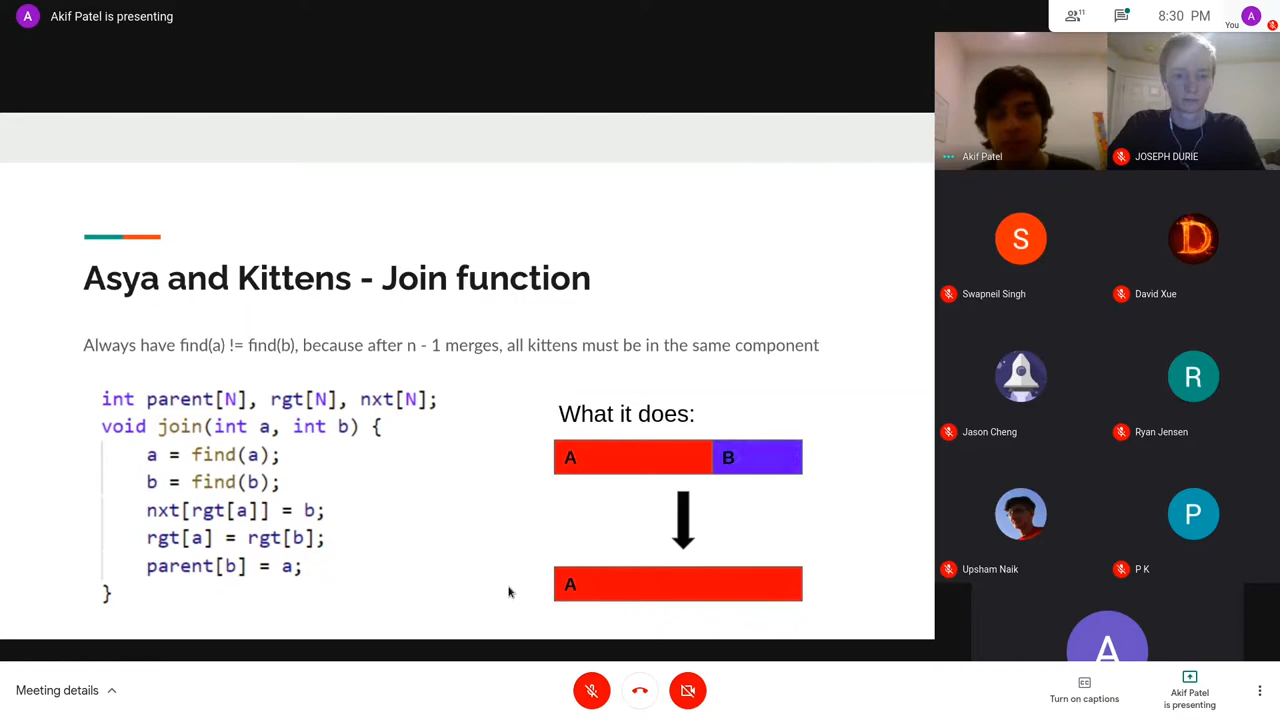 A
Akif Patel is presenting
11
8:30 PM
You
A
Asya and Kittens - Join function
Always have find(a) != find(b), because after n - 1 merges, all kittens must be in the same component
int parent[N], rgt[N], nxt[N];
void join(int a, int b) {
a = find(a);
b = find(b);
nxt[rgt[a]] = b;
rgt[a] = rgt[b];
parent[b] = a;
}
What it does:
A
B
A
Akif Patel
JOSEPH DURIE
S
Swapneil Singh
D
David Xue
Jason Cheng
R
Ryan Jensen
Upsham Naik
P
P K
A
Meeting details
CC
Turn on captions
Akif Patel
is presenting